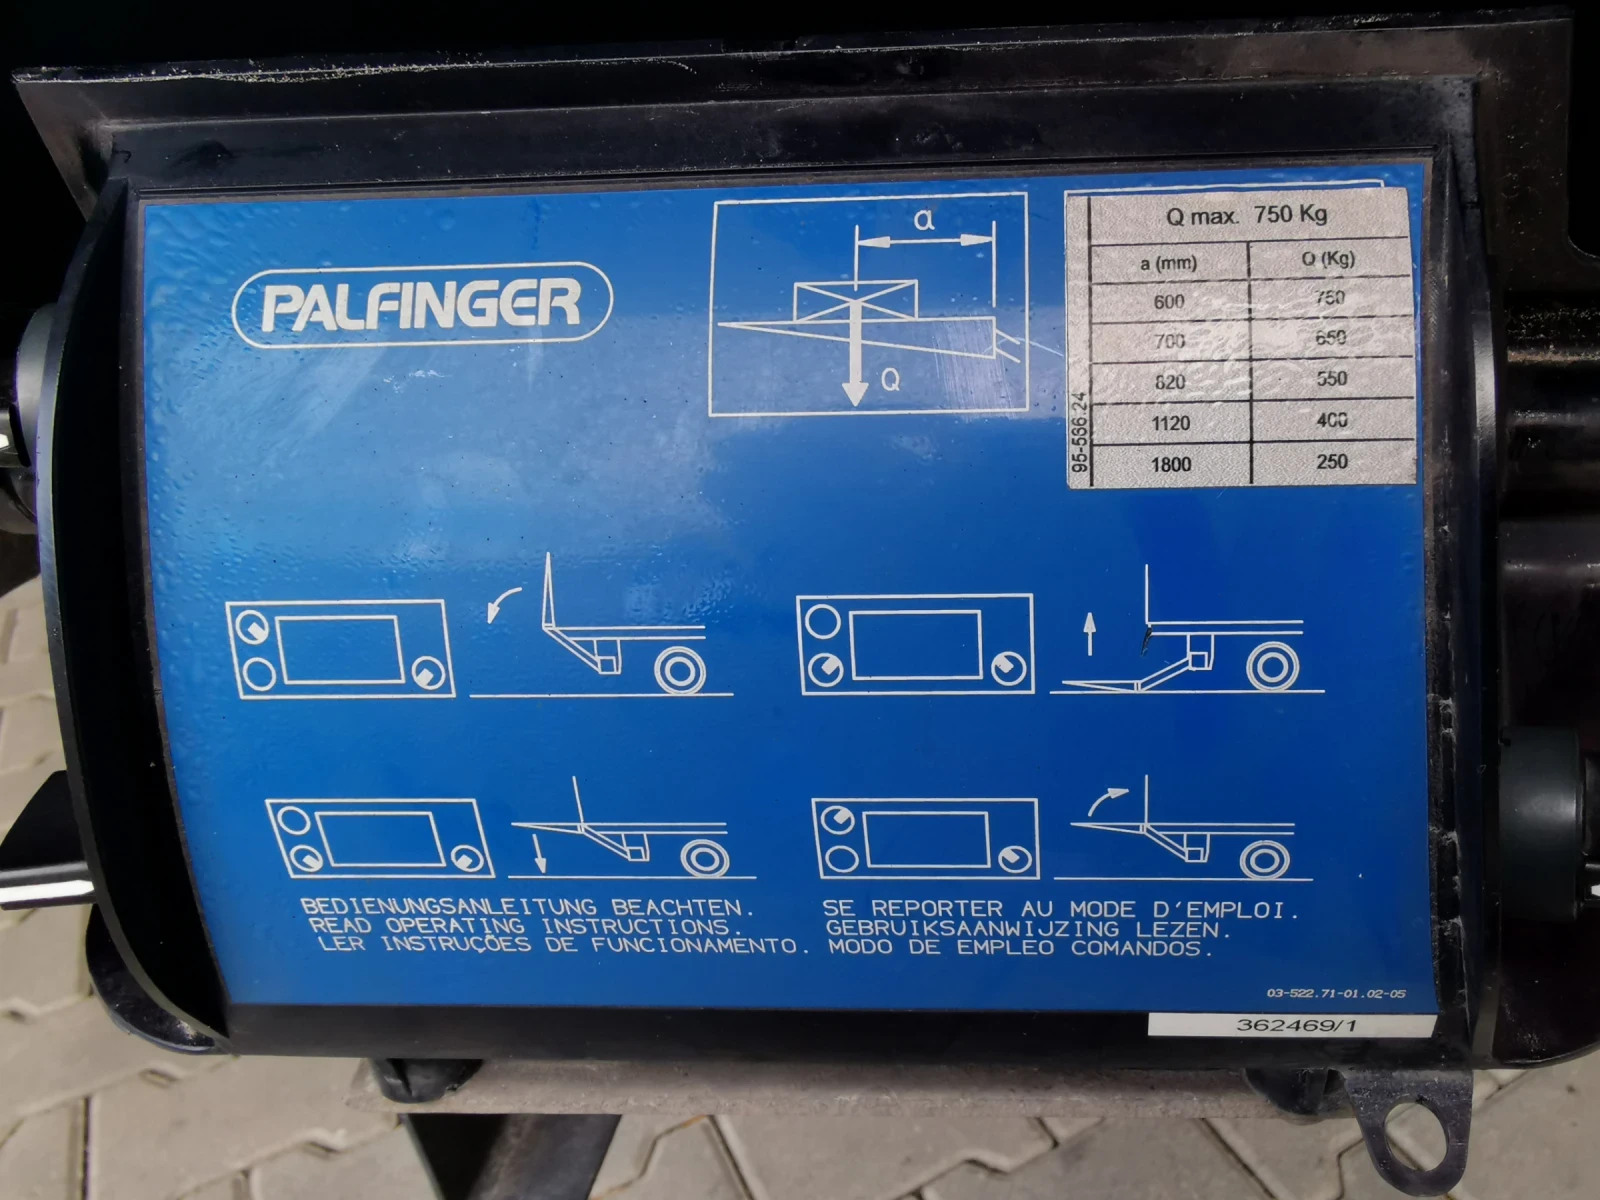 PALFINGER
a
Q
Q max. 750 Kg
a (mm) Q (Kg)
600 750
700 650
820 550
1120 400
1800 250
95-566.24
BEDIENUNGSANLEITUNG BEACHTEN.
READ OPERATING INSTRUCTIONS.
LER INSTRUÇÕES DE FUNCIONAMENTO.
SE REPORTER AU MODE D'EMPLOI.
GEBRUIKSAANWIJZING LEZEN.
MODO DE EMPLEO COMANDOS.
03-522.71-01.02-05
362469/1